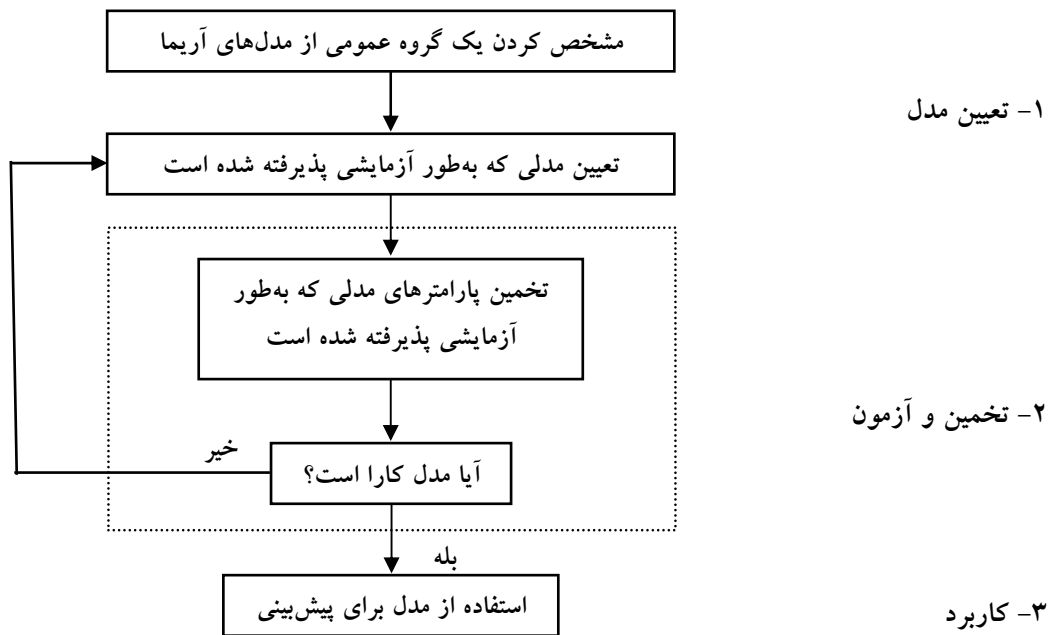 مشخص کردن یک گروه عمومی از مدل‌های آریما
۱- تعیین مدل
تعیین مدلی که به‌طور آزمایشی پذیرفته شده است
تخمین پارامترهای مدلی که به‌طور
آزمایشی پذیرفته شده است
۲- تخمین و آزمون
خیر
آیا مدل کارا است؟
بله
استفاده از مدل برای پیش‌بینی
۳- کاربرد